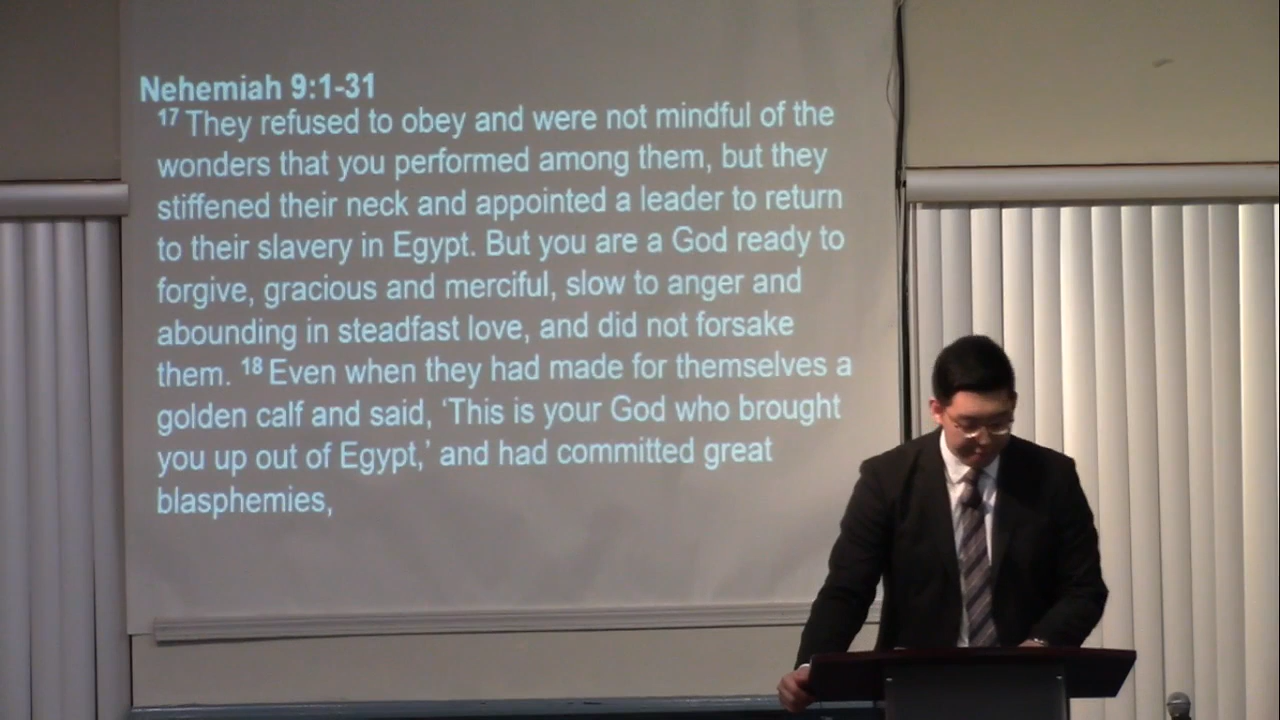 Nehemiah 9:1-31
17 They refused to obey and were not mindful of the
wonders that you performed among them, but they
stiffened their neck and appointed a leader to return
to their slavery in Egypt. But you are a God ready to
forgive, gracious and merciful, slow to anger and
abounding in steadfast love, and did not forsake
them. 18 Even when they had made for themselves a
golden calf and said, ‘This is your God who brought
you up out of Egypt,’ and had committed great
blasphemies,